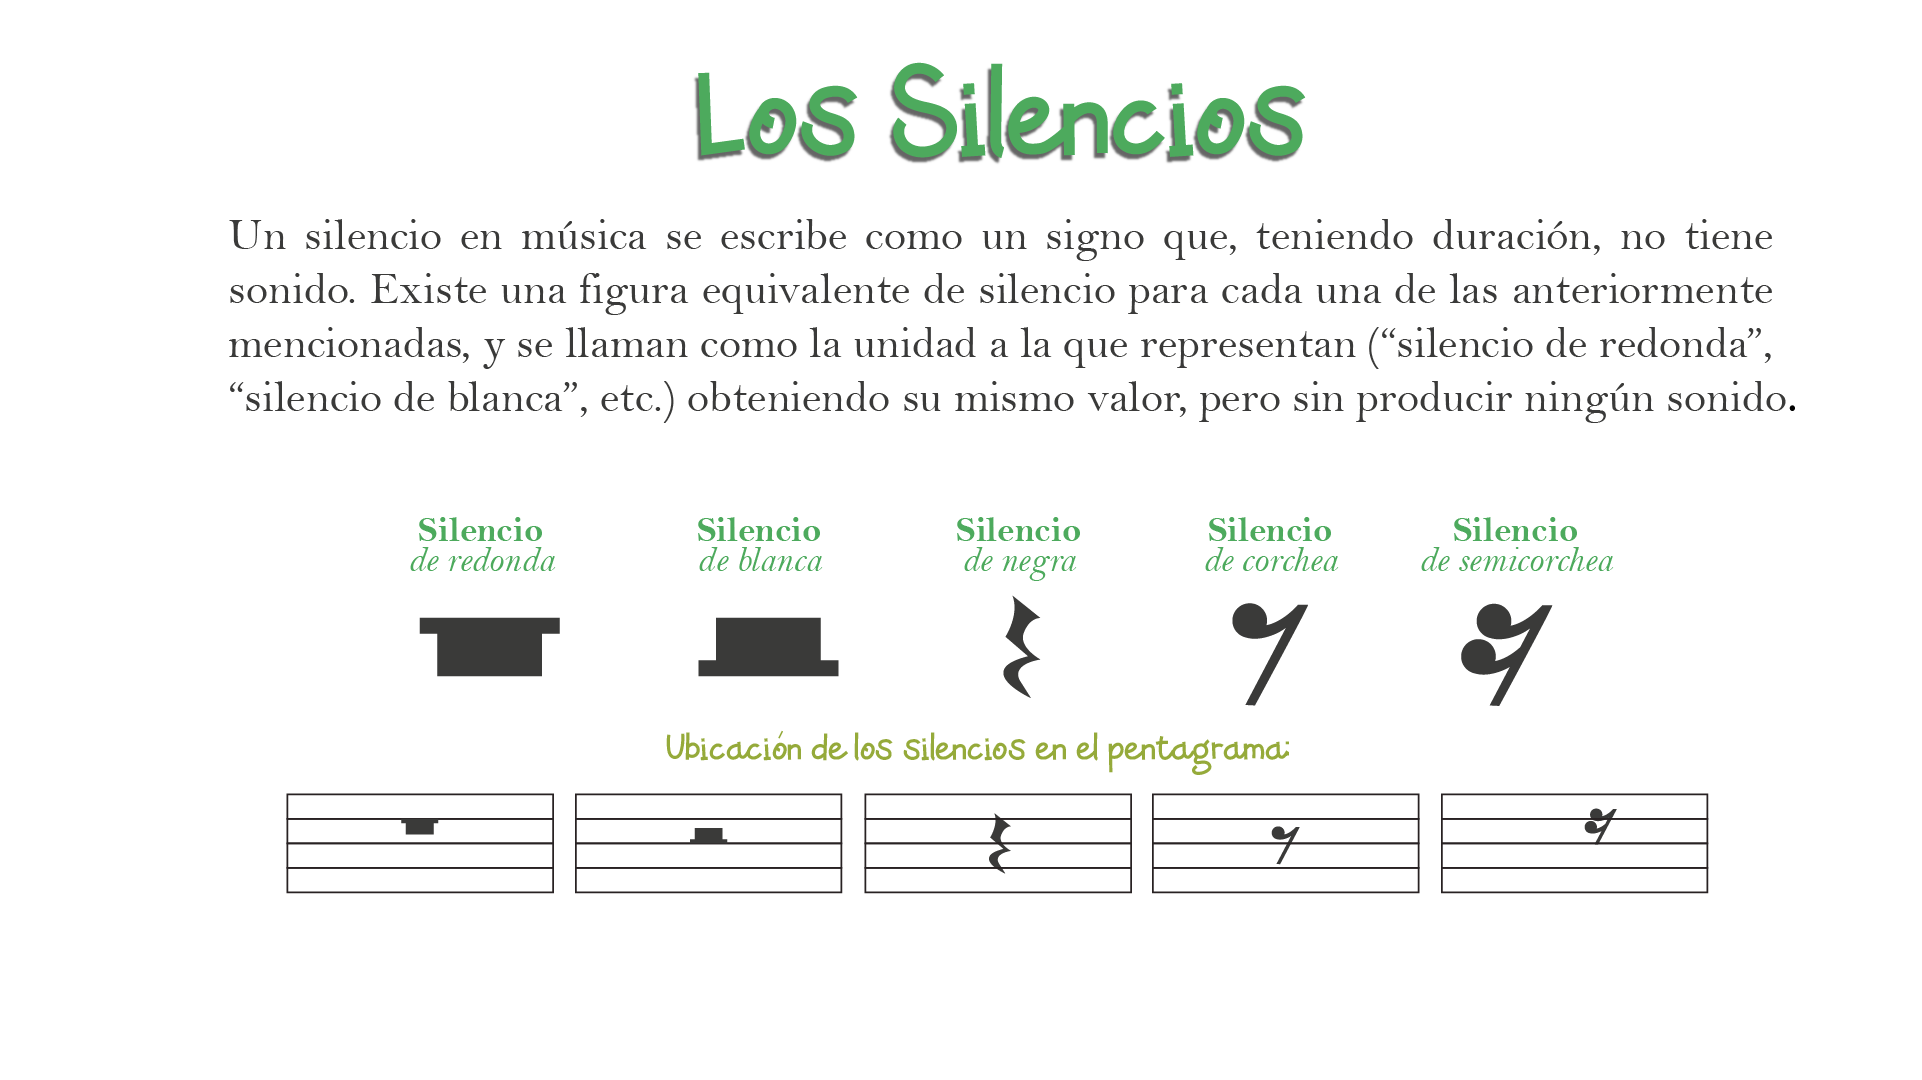 Los Silencios
Un silencio en música se escribe como un signo que, teniendo duración, no tiene
sonido. Existe una figura equivalente de silencio para cada una de las anteriormente
mencionadas, y se llaman como la unidad a la que representan (“silencio de redonda”,
“silencio de blanca”, etc.) obteniendo su mismo valor, pero sin producir ningún sonido.
Silencio
de redonda
Silencio
de blanca
Silencio
de negra
Silencio
de corchea
Silencio
de semicorchea
Ubicación de los silencios en el pentagrama: